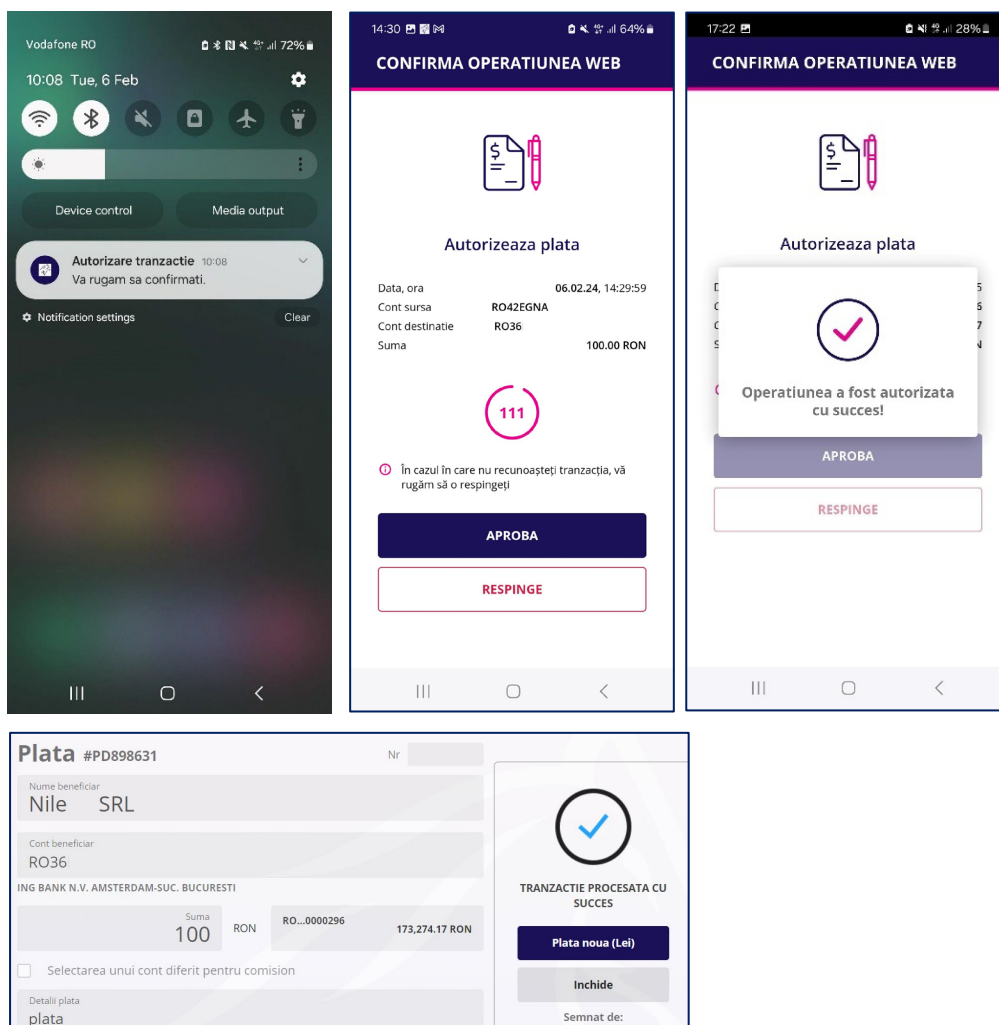 Vodafone RO
72%
10:08 Tue, 6 Feb
Device control
Media output
Autorizare tranzactie 10:08
Va rugam sa confirmati.
Notification settings
Clear
14:30
64%
CONFIRMA OPERATIUNEA WEB
Autorizeaza plata
Data, ora 06.02.24, 14:29:59
Cont sursa RO42EGNA
Cont destinatie RO36
Suma 100.00 RON
111
În cazul în care nu recunoașteți tranzacția, vă
rugăm să o respingeți
APROBA
RESPINGE
17:22
28%
CONFIRMA OPERATIUNEA WEB
Autorizeaza plata
Operatiunea a fost autorizata
cu succes!
APROBA
RESPINGE
Plata #PD898631
Nr
Nume beneficiar
Nile SRL
Cont beneficiar
RO36
ING BANK N.V. AMSTERDAM-SUC. BUCURESTI
Suma
100 RON
RO...0000296
173,274.17 RON
Selectarea unui cont diferit pentru comision
Detalii plata
plata
TRANZACTIE PROCESATA CU
SUCCES
Plata noua (Lei)
Inchide
Semnat de: